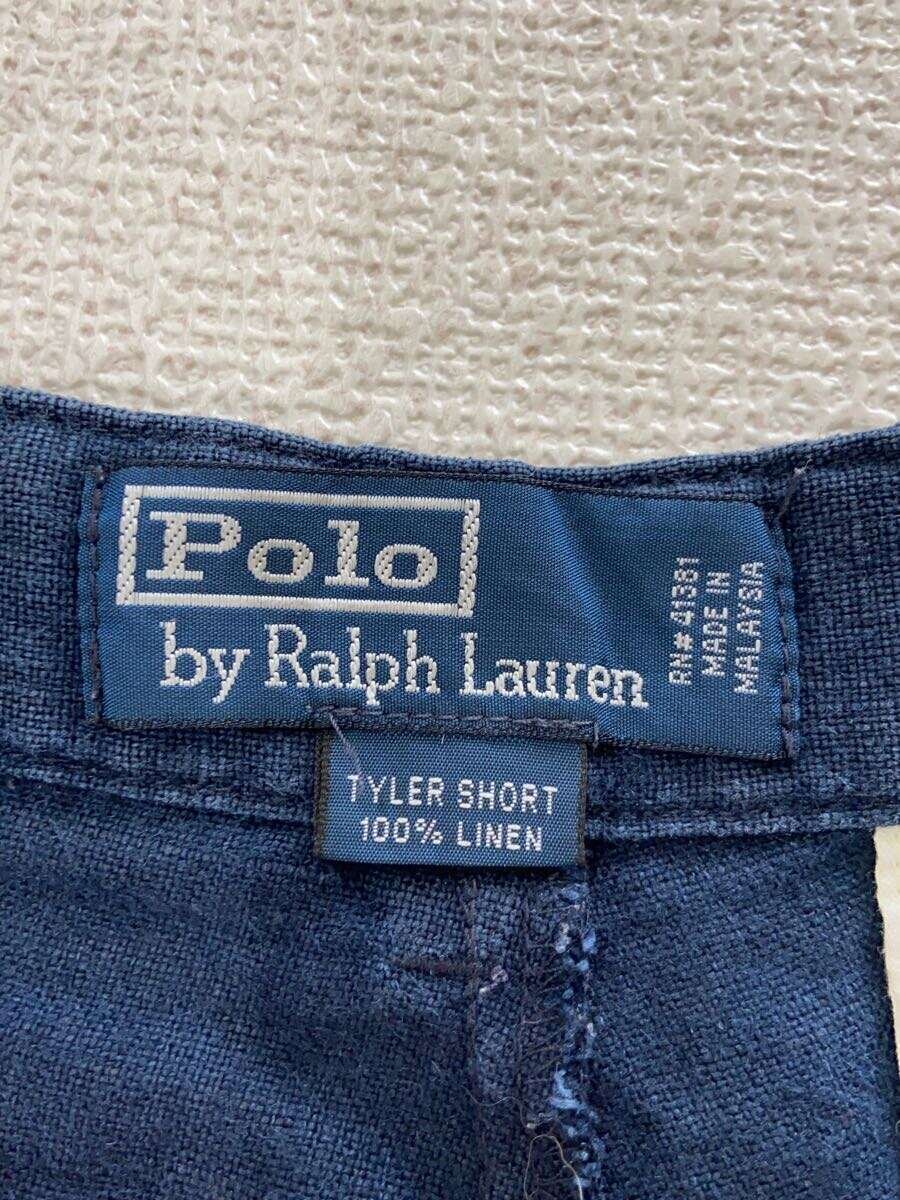 Polo
by Ralph Lauren
RN# 41381
MADE IN
MALAYSIA
TYLER SHORT
100% LINEN